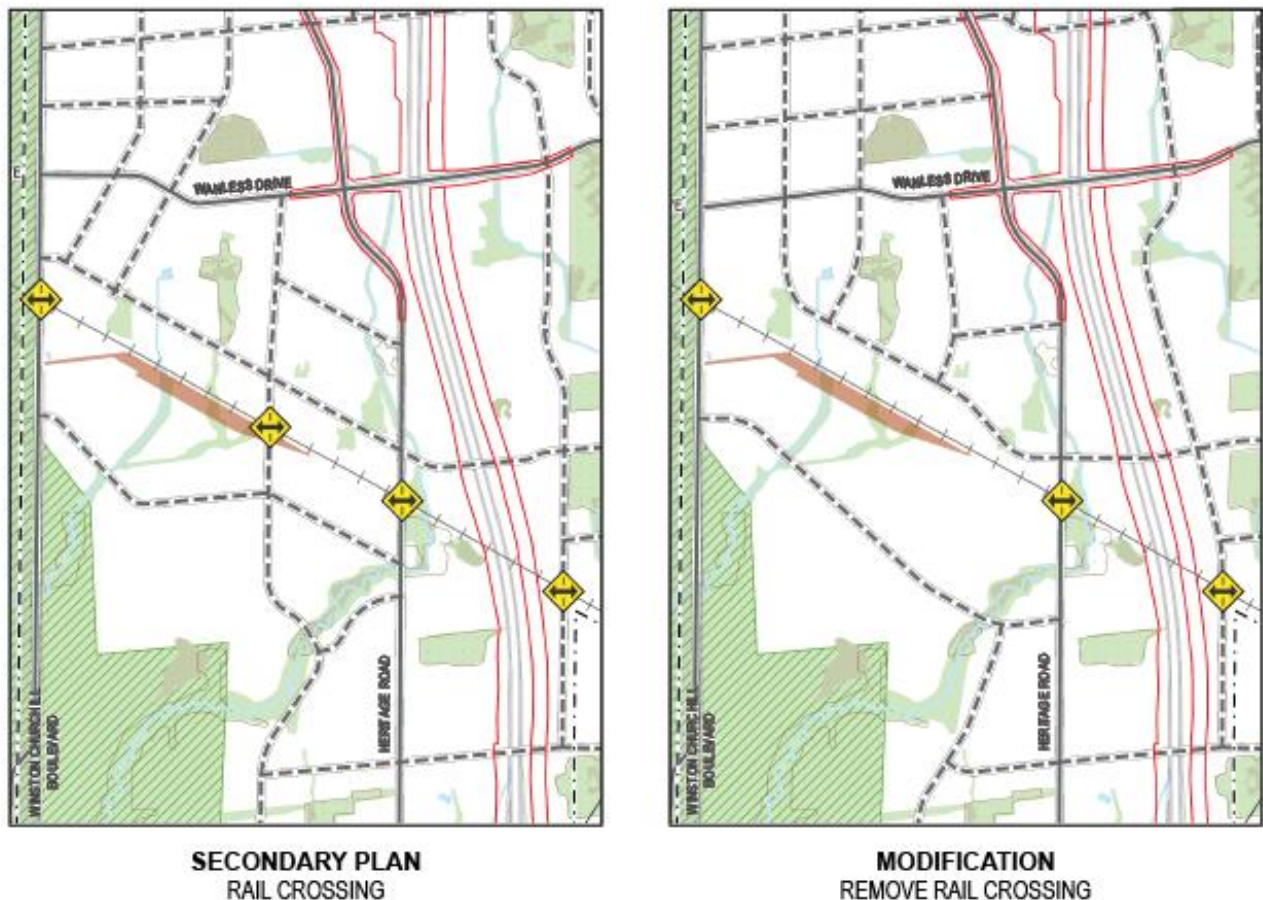 E
WANLESS DRIVE
WINSTON CHURCHILL
BOULEVARD
HERITAGE ROAD
SECONDARY PLAN
RAIL CROSSING
E
WANLESS DRIVE
WINSTON CHURCHILL
BOULEVARD
HERITAGE ROAD
MODIFICATION
REMOVE RAIL CROSSING